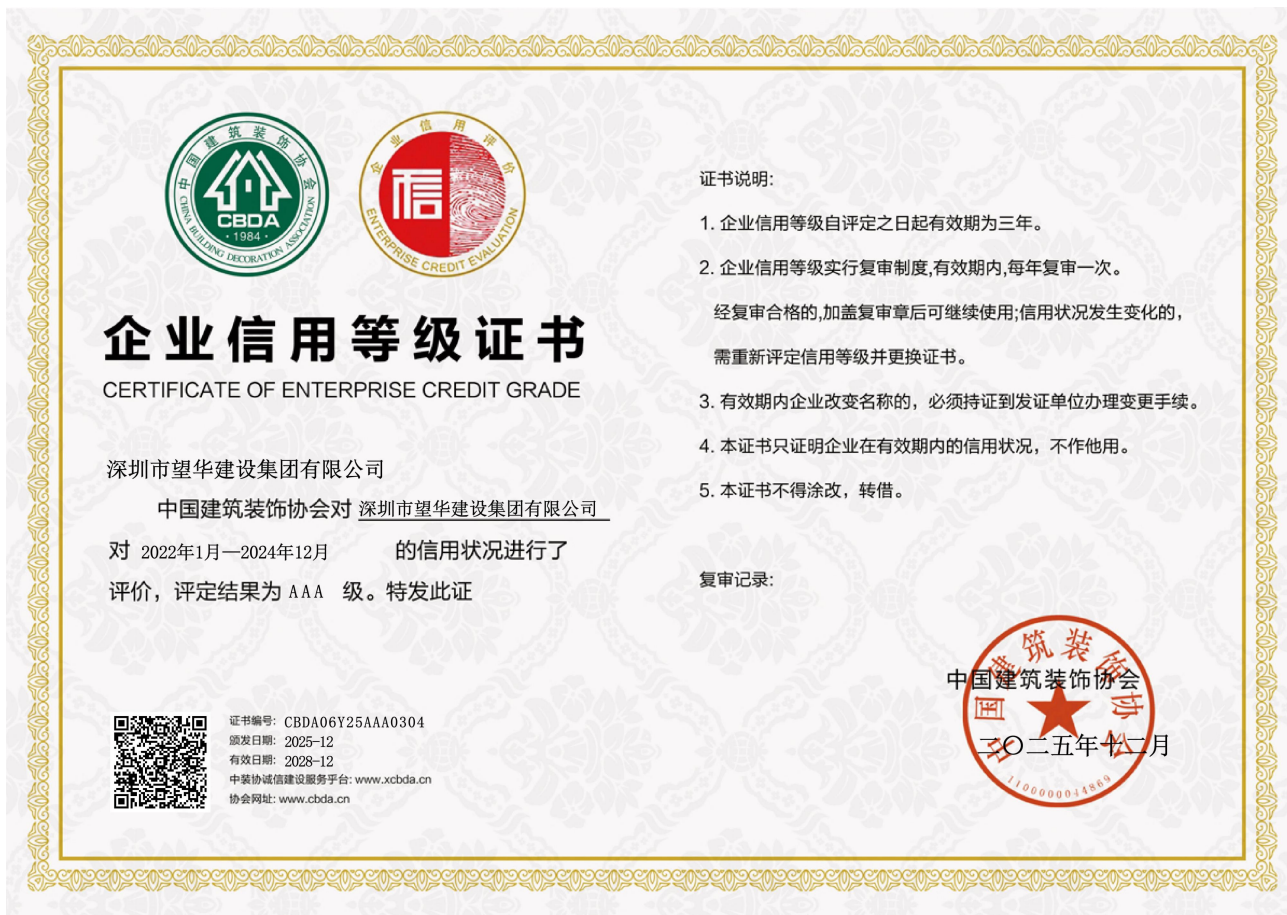 中国建筑装饰协会
CBDA
·1984·
CHINA BUILDING DECORATION ASSOCIATION
企业信用评价
信
ENTERPRISE CREDIT EVALUATION
企业信用等级证书
CERTIFICATE OF ENTERPRISE CREDIT GRADE
深圳市望华建设集团有限公司
中国建筑装饰协会对 深圳市望华建设集团有限公司
对 2022年1月—2024年12月 的信用状况进行了
评价，评定结果为 AAA 级。特发此证
证书编号: CBDA06Y25AAA0304
颁发日期: 2025-12
有效日期: 2028-12
中装协诚信建设服务平台: www.xcbda.cn
协会网址: www.cbda.cn
证书说明:
1. 企业信用等级自评定之日起有效期为三年。
2. 企业信用等级实行复审制度,有效期内,每年复审一次。
经复审合格的,加盖复审章后可继续使用;信用状况发生变化的，
需重新评定信用等级并更换证书。
3. 有效期内企业改变名称的，必须持证到发证单位办理变更手续。
4. 本证书只证明企业在有效期内的信用状况，不作他用。
5. 本证书不得涂改，转借。
复审记录:
中国建筑装饰协会
二〇二五年十二月
中国建筑装饰协会
1100000044869